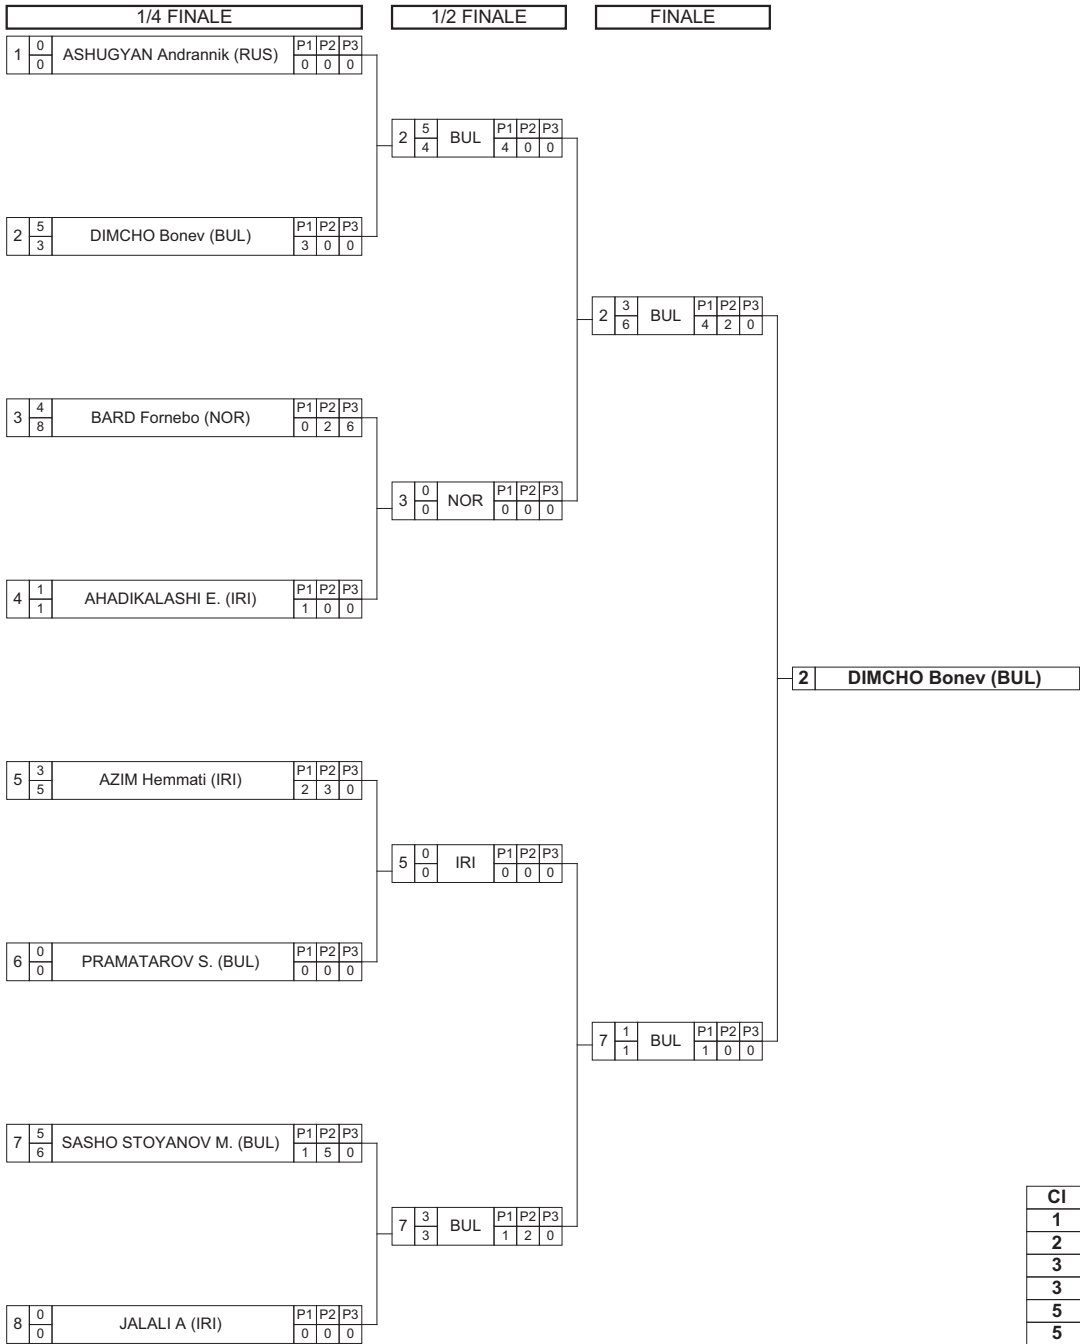 1/4 FINALE 1/2 FINALE FINALE
1 0 ASHUGYAN Andrannik (RUS) P1 P2 P3
0 0 0 0
2 5 BUL P1 P2 P3
4 4 0 0
2 5 DIMCHO Bonev (BUL) P1 P2 P3
3 3 0 0
2 3 BUL P1 P2 P3
6 4 2 0
3 4 BARD Fornebo (NOR) P1 P2 P3
8 0 2 6
3 0 NOR P1 P2 P3
0 0 0 0
4 1 AHADIKALASHI E. (IRI) P1 P2 P3
1 1 0 0
2 DIMCHO Bonev (BUL)
5 3 AZIM Hemmati (IRI) P1 P2 P3
5 2 3 0
5 0 IRI P1 P2 P3
0 0 0 0
6 0 PRAMATAROV S. (BUL) P1 P2 P3
0 0 0 0
7 1 BUL P1 P2 P3
1 1 0 0
7 5 SASHO STOYANOV M. (BUL) P1 P2 P3
6 1 5 0
7 3 BUL P1 P2 P3
3 1 2 0
8 0 JALALI A (IRI) P1 P2 P3
0 0 0 0
Cl
1
2
3
3
5
5